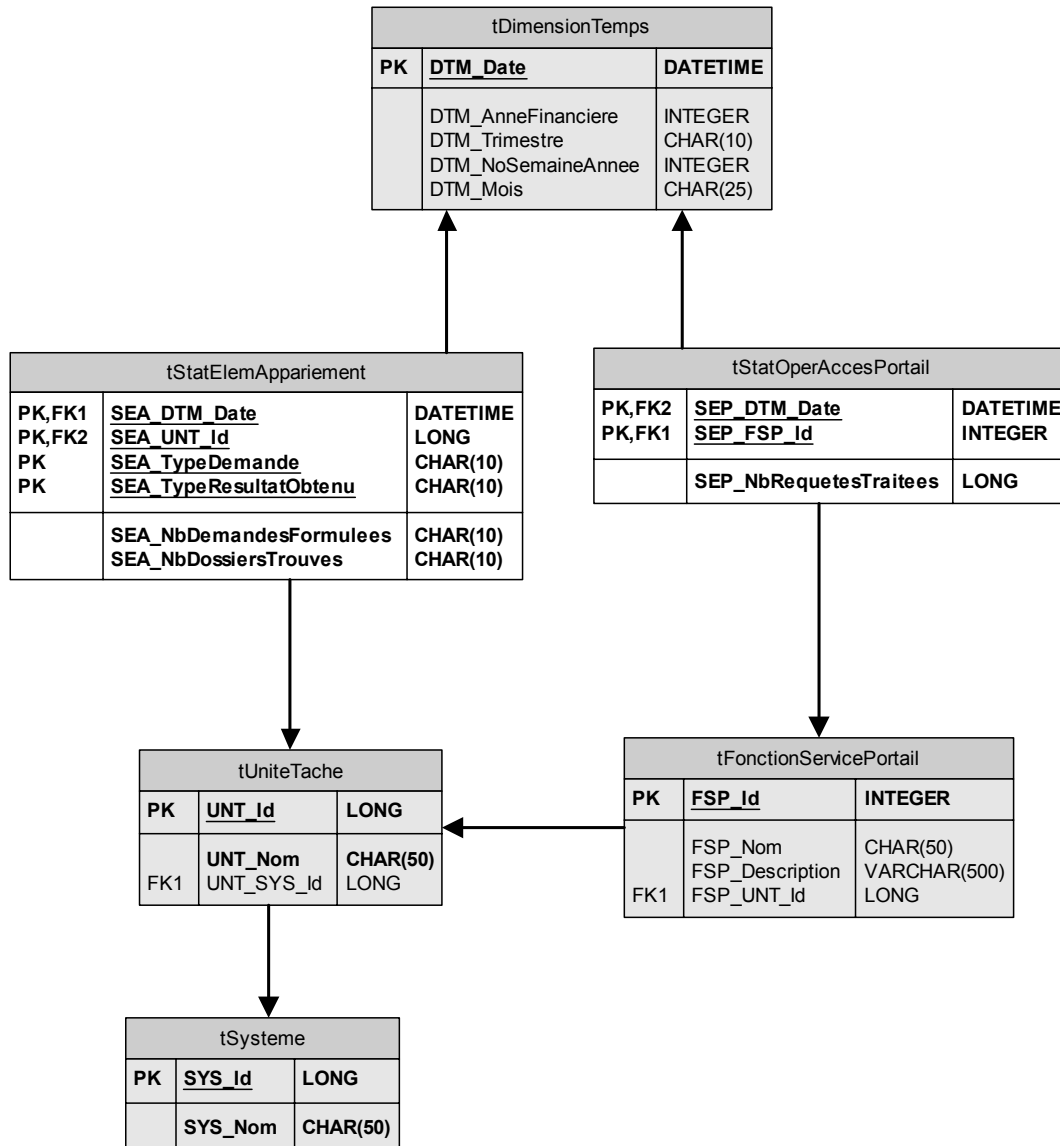 tDimensionTemps
PK DTM_Date DATETIME
DTM_AnneFinanciere INTEGER
DTM_Trimestre CHAR(10)
DTM_NoSemaineAnnee INTEGER
DTM_Mois CHAR(25)
tStatElemAppariement
PK,FK1 SEA_DTM_Date DATETIME
PK,FK2 SEA_UNT_Id LONG
PK SEA_TypeDemande CHAR(10)
PK SEA_TypeResultatObtenu CHAR(10)
SEA_NbDemandesFormulees CHAR(10)
SEA_NbDossiersTrouves CHAR(10)
tStatOperAccesPortail
PK,FK2 SEP_DTM_Date DATETIME
PK,FK1 SEP_FSP_Id INTEGER
SEP_NbRequetesTraitees LONG
tUniteTache
PK UNT_Id LONG
UNT_Nom CHAR(50)
FK1 UNT_SYS_Id LONG
tFonctionServicePortail
PK FSP_Id INTEGER
FSP_Nom CHAR(50)
FSP_Description VARCHAR(500)
FK1 FSP_UNT_Id LONG
tSysteme
PK SYS_Id LONG
SYS_Nom CHAR(50)